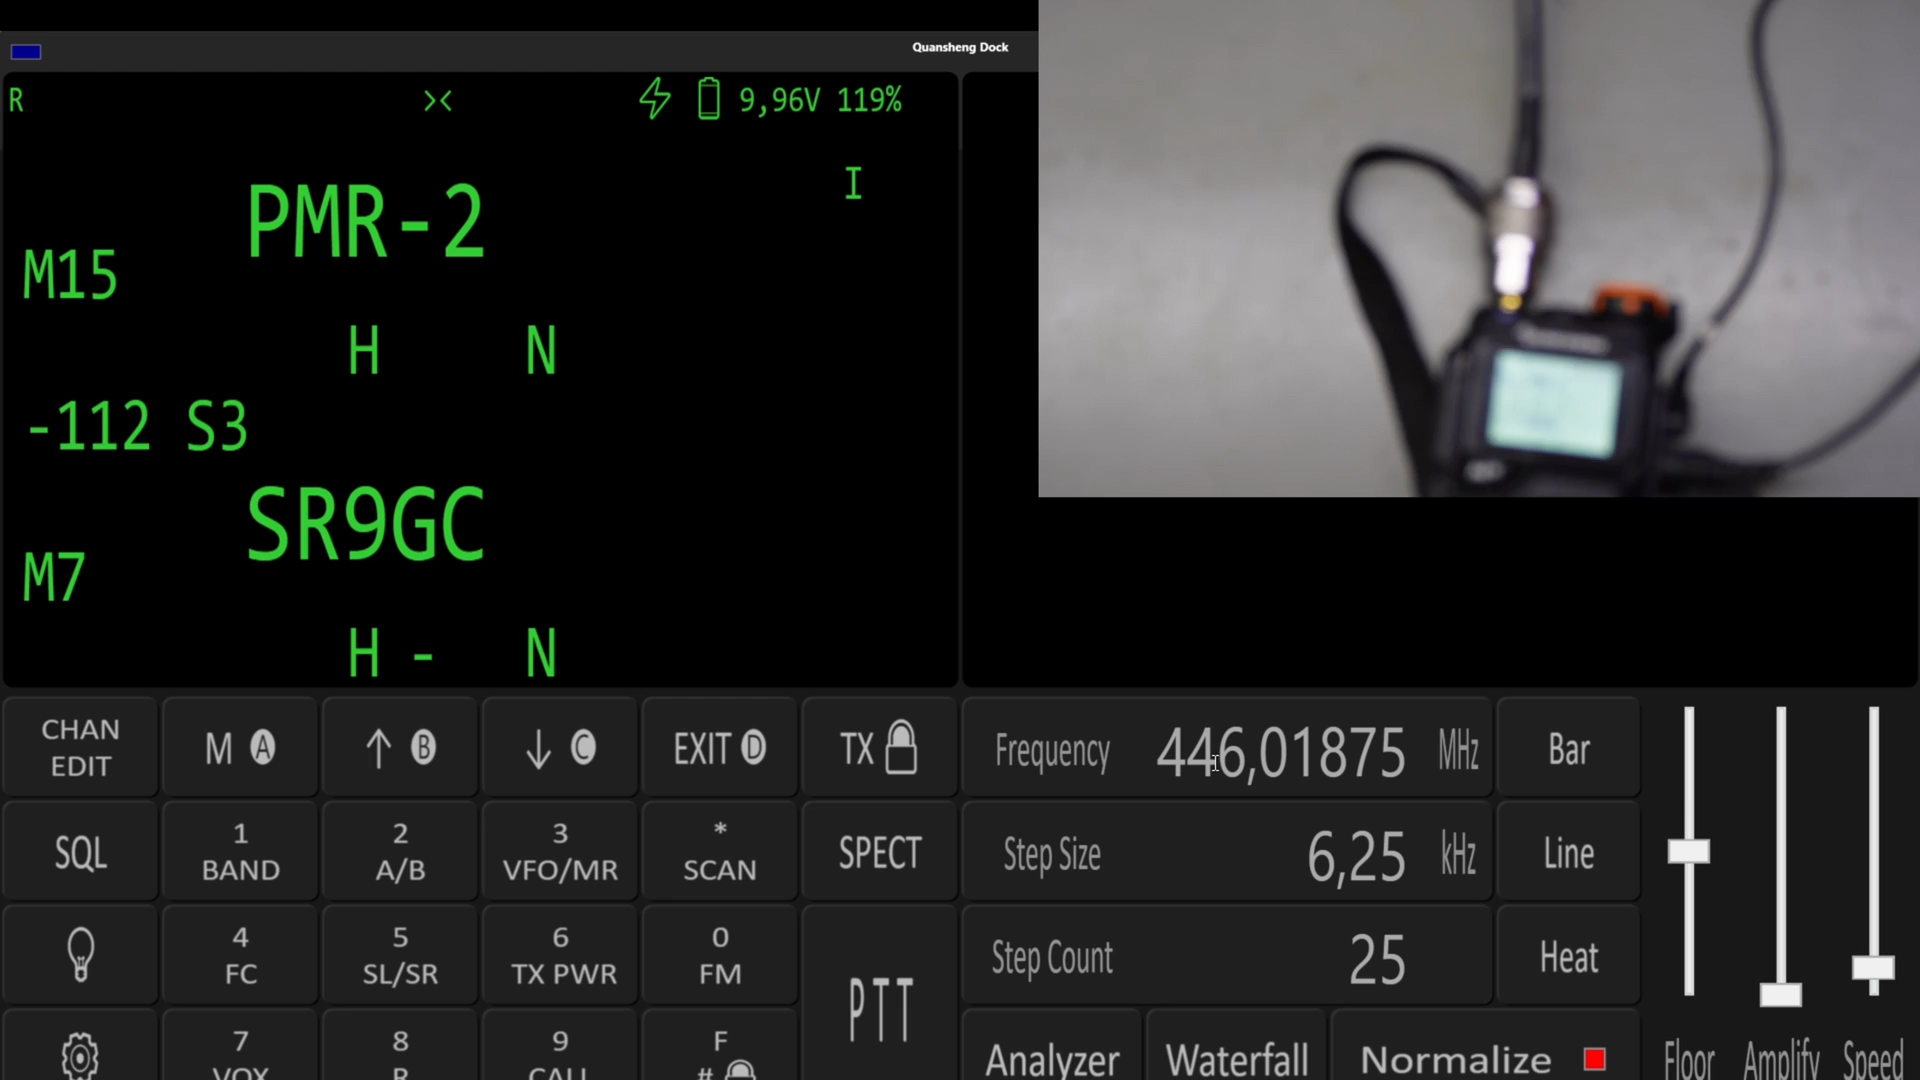 Quansheng Dock
R >< 9,96V 119%
I
PMR-2
M15
H N
-112 S3
SR9GC
M7
H - N
CHAN EDIT
M A
↑ B
↓ C
EXIT D
TX
Frequency 446,01875 MHz
Bar
SQL
1 BAND
2 A/B
3 VFO/MR
* SCAN
SPECT
Step Size 6,25 kHz
Line
4 FC
5 SL/SR
6 TX PWR
0 FM
PTT
Step Count 25
Heat
7 VOX
8 R
9 CALL
F #
Analyzer
Waterfall
Normalize
Floor
Amplify
Speed